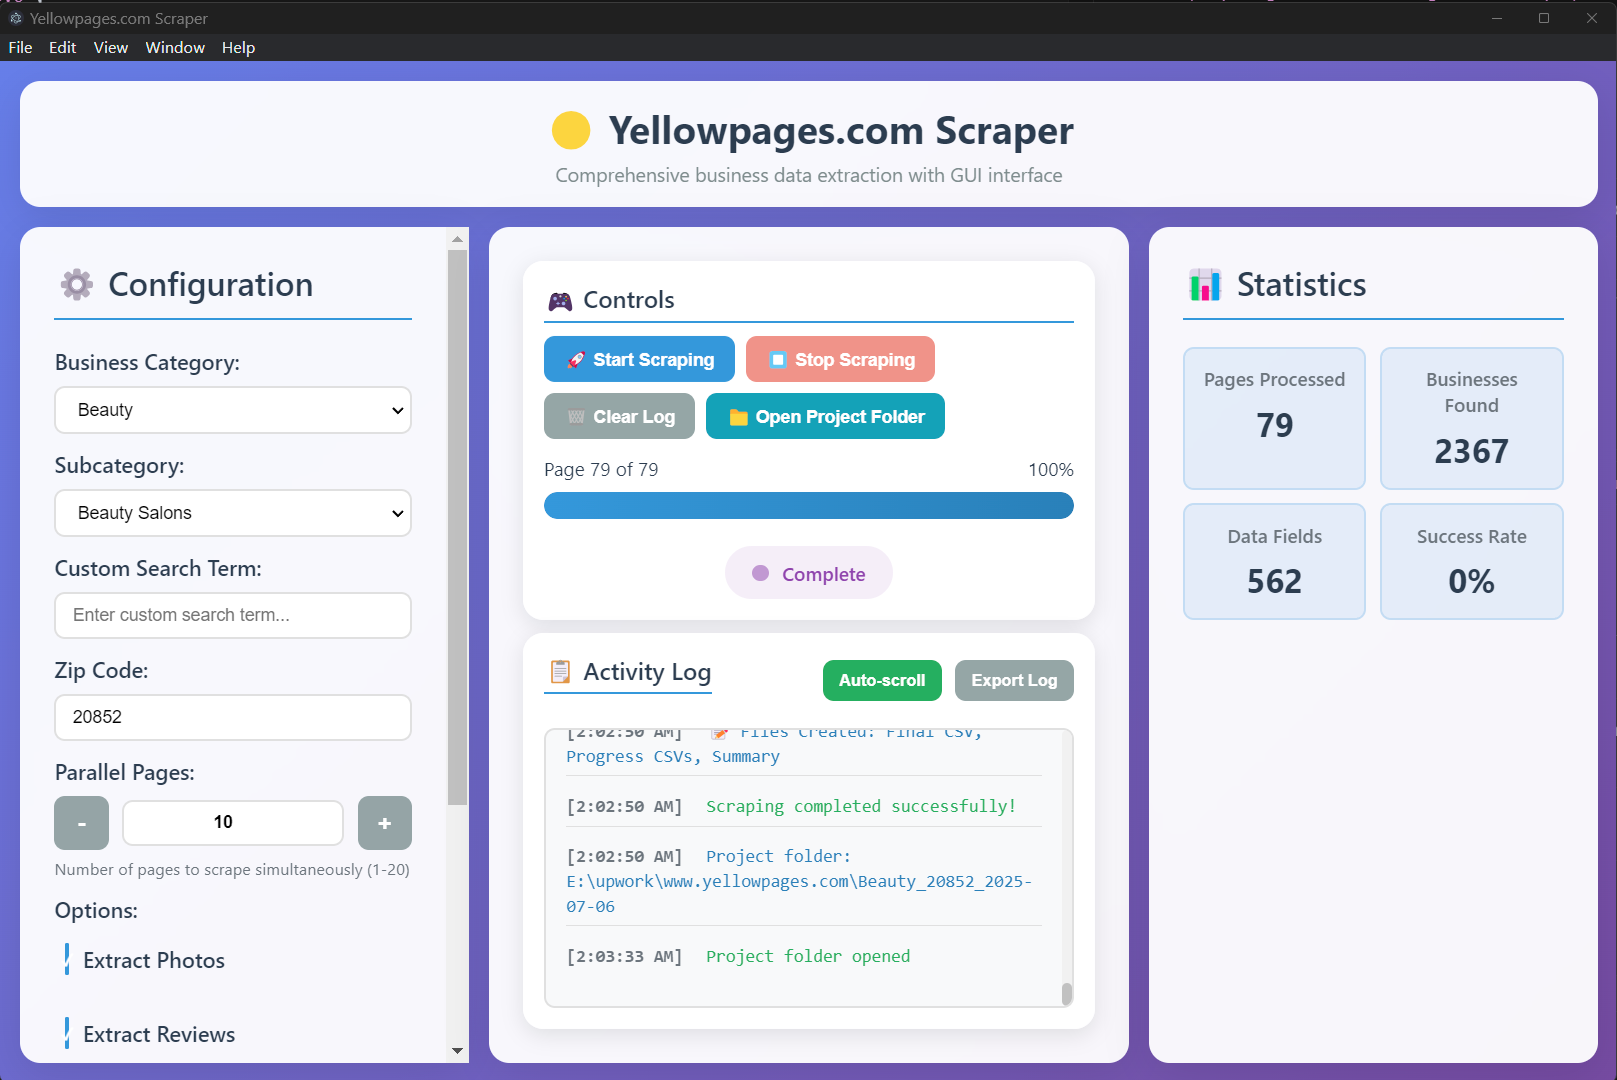 Yellowpages.com Scraper
File Edit View Window Help
Yellowpages.com Scraper
Comprehensive business data extraction with GUI interface
Configuration
Business Category:
Beauty
Subcategory:
Beauty Salons
Custom Search Term:
Enter custom search term...
Zip Code:
20852
Parallel Pages:
- 10 +
Number of pages to scrape simultaneously (1-20)
Options:
Extract Photos
Extract Reviews
Controls
Start Scraping Stop Scraping
Clear Log Open Project Folder
Page 79 of 79 100%
Complete
Activity Log Auto-scroll Export Log
[2:02:50 AM] Files Created: Final CSV,
Progress CSVs, Summary
[2:02:50 AM] Scraping completed successfully!
[2:02:50 AM] Project folder:
E:\upwork\www.yellowpages.com\Beauty_20852_2025-
07-06
[2:03:33 AM] Project folder opened
Statistics
Pages Processed
79
Businesses
Found
2367
Data Fields
562
Success Rate
0%